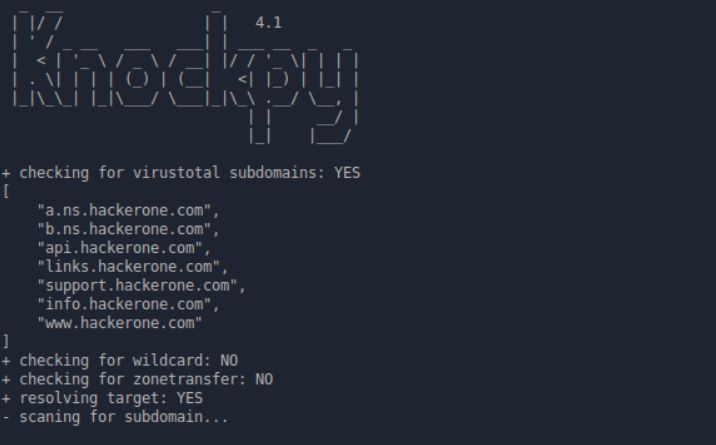 Knockpy 4.1
+ checking for virustotal subdomains: YES
[
    "a.ns.hackerone.com",
    "b.ns.hackerone.com",
    "api.hackerone.com",
    "links.hackerone.com",
    "support.hackerone.com",
    "info.hackerone.com",
    "www.hackerone.com"
]
+ checking for wildcard: NO
+ checking for zonetransfer: NO
+ resolving target: YES
- scaning for subdomain...